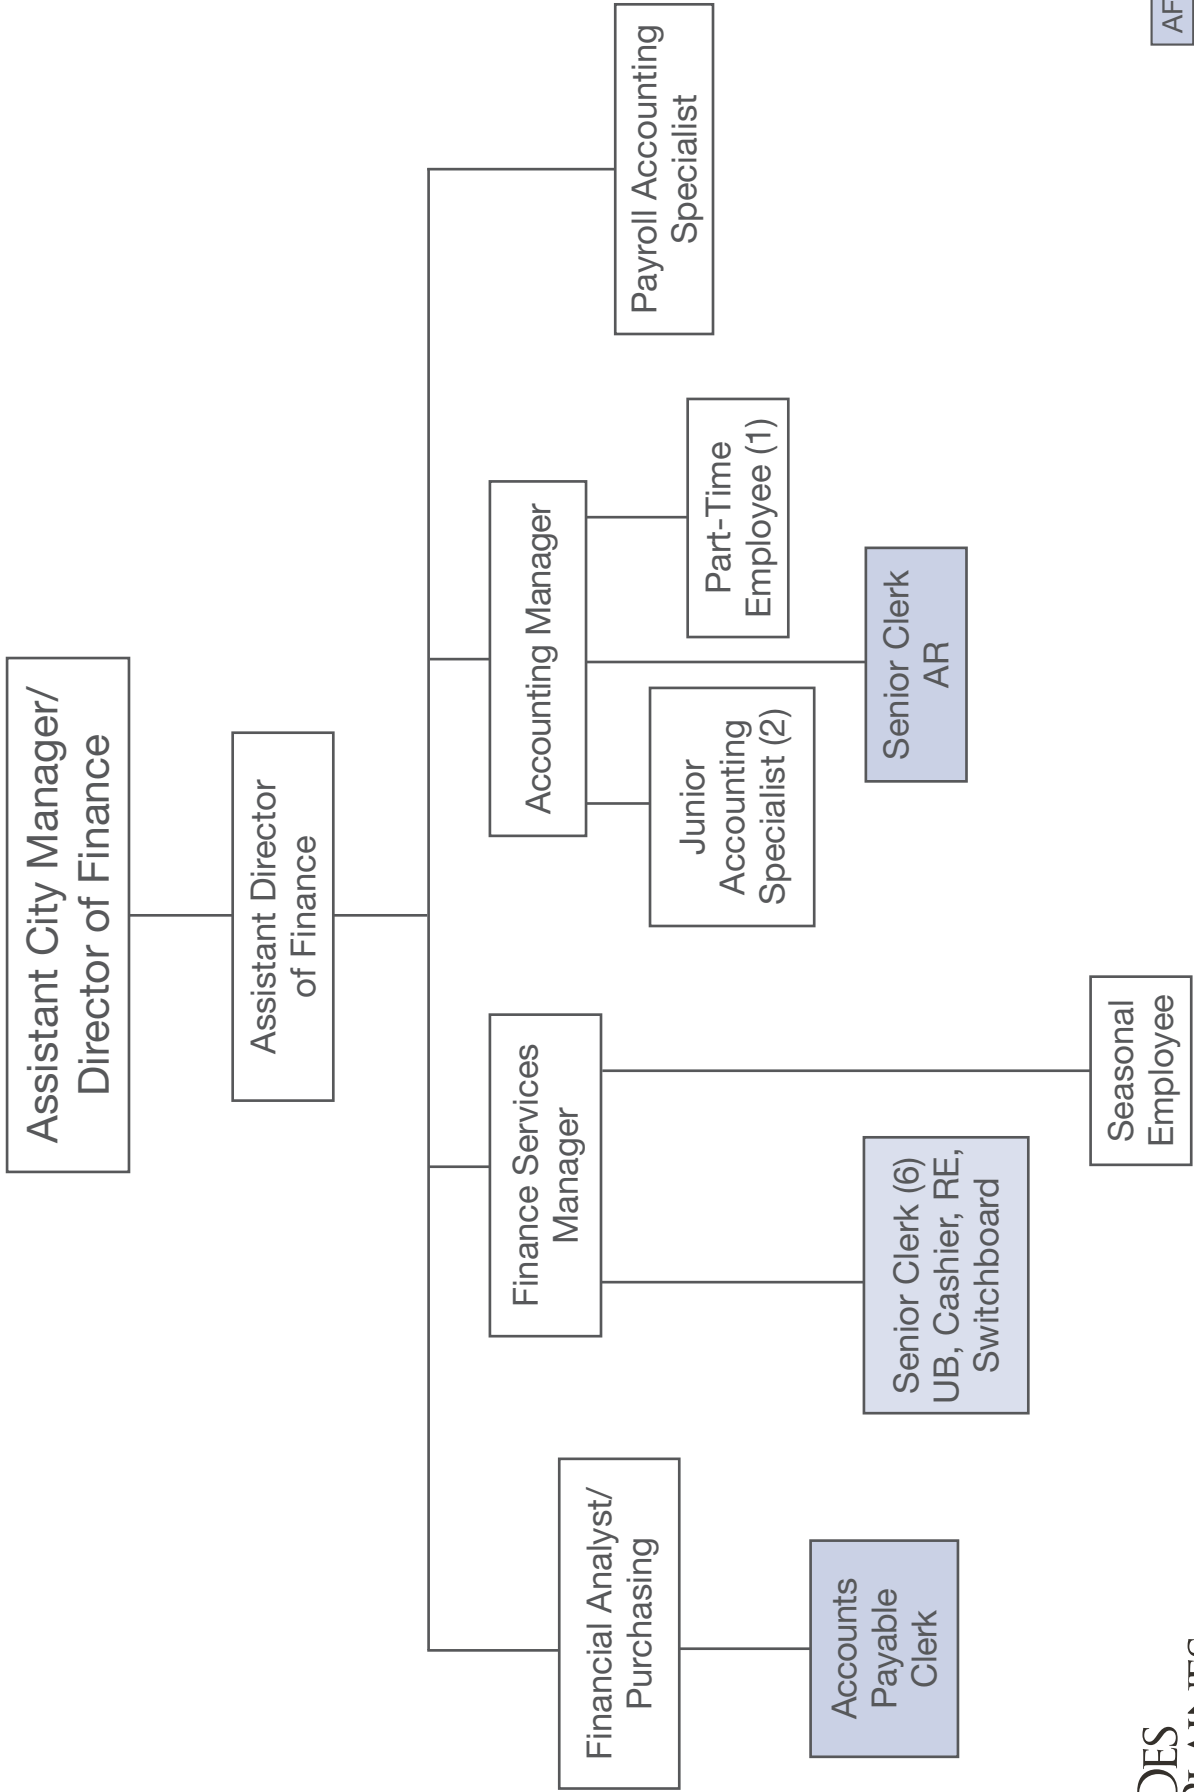 Assistant City Manager/
Director of Finance
Assistant Director
of Finance
Financial Analyst/
Purchasing
Accounts
Payable
Clerk
Finance Services
Manager
Senior Clerk (6)
UB, Cashier, RE,
Switchboard
Seasonal
Employee
Accounting Manager
Junior
Accounting
Specialist (2)
Senior Clerk
AR
Part-Time
Employee (1)
Payroll Accounting
Specialist
DES
PLAINES